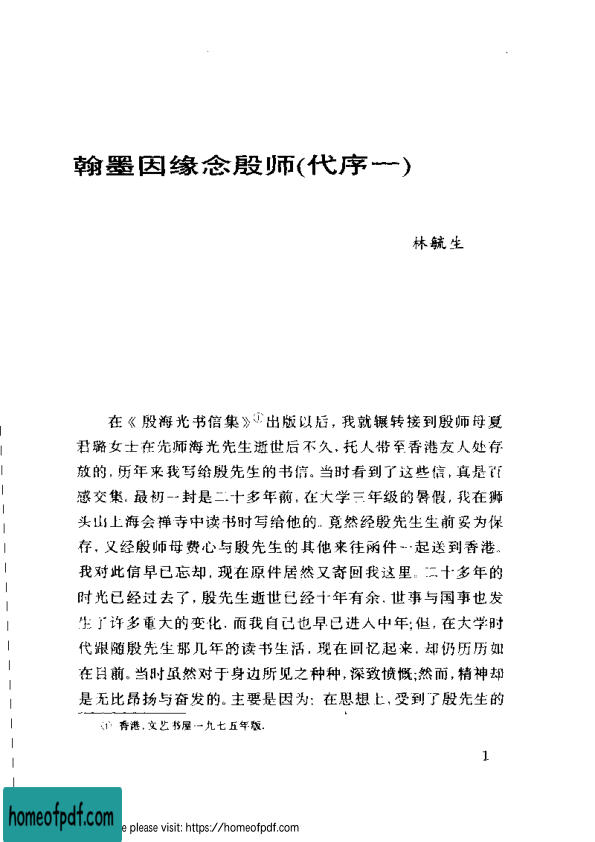 翰墨因缘念殷师(代序一)
林毓生
在《殷海光书信集》①出版以后，我就辗转接到殷师母夏
君璐女士在先师海光先生逝世后不久、托人带至香港友人处存
放的，历年来我写给殷先生的书信。当时看到了这些信，真是百
感交集。最初一封是二十多年前，在大学三年级的暑假，我在狮
头山上海会禅寺中读书时写给他的。竟然经殷先生生前妥为保
存，又经殷师母费心与殷先生的其他来往函件一起送到香港。
我对此信早已忘却，现在原件居然又寄回我这里。二十多年的
时光已经过去了，殷先生逝世已经十年有余，世事与国事也发
生了许多重大的变化，而我自己也早已进入中年；但，在大学时
代跟随殷先生那几年的读书生活，现在回忆起来，却仍历历如
在目前。当时虽然对于身边所见之种种，深致愤慨；然而，精神却
是无比昂扬与奋发的。主要是因为：在思想上，受到了殷先生的
① 香港，文艺书屋一九七五年版.
1
homeofpdf.com
e please visit: https://homeofpdf.com